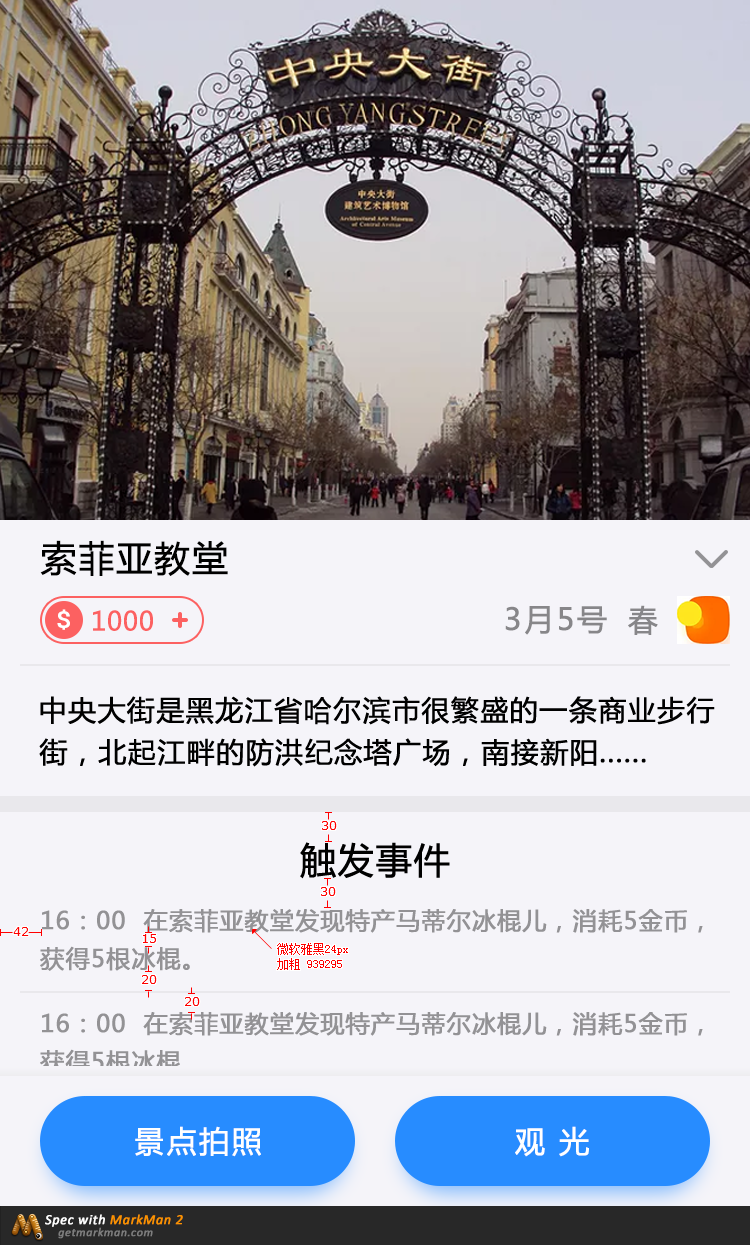 中央大街
ZHONG YANG STREET
中央大街
建筑艺术博物馆
Architectural Arts Museum
of Central Avenue
索菲亚教堂
$ 1000 +
3月5号 春
中央大街是黑龙江省哈尔滨市很繁盛的一条商业步行
街，北起江畔的防洪纪念塔广场，南接新阳......
30
触发事件
30
16：00 在索菲亚教堂发现特产马蒂尔冰棍儿，消耗5金币，
42
15
微软雅黑24px
获得5根冰棍。
加粗 939295
20
20
16：00 在索菲亚教堂发现特产马蒂尔冰棍儿，消耗5金币，
获得5根冰棍
景点拍照
观 光
Spec with MarkMan 2
getmarkman.com